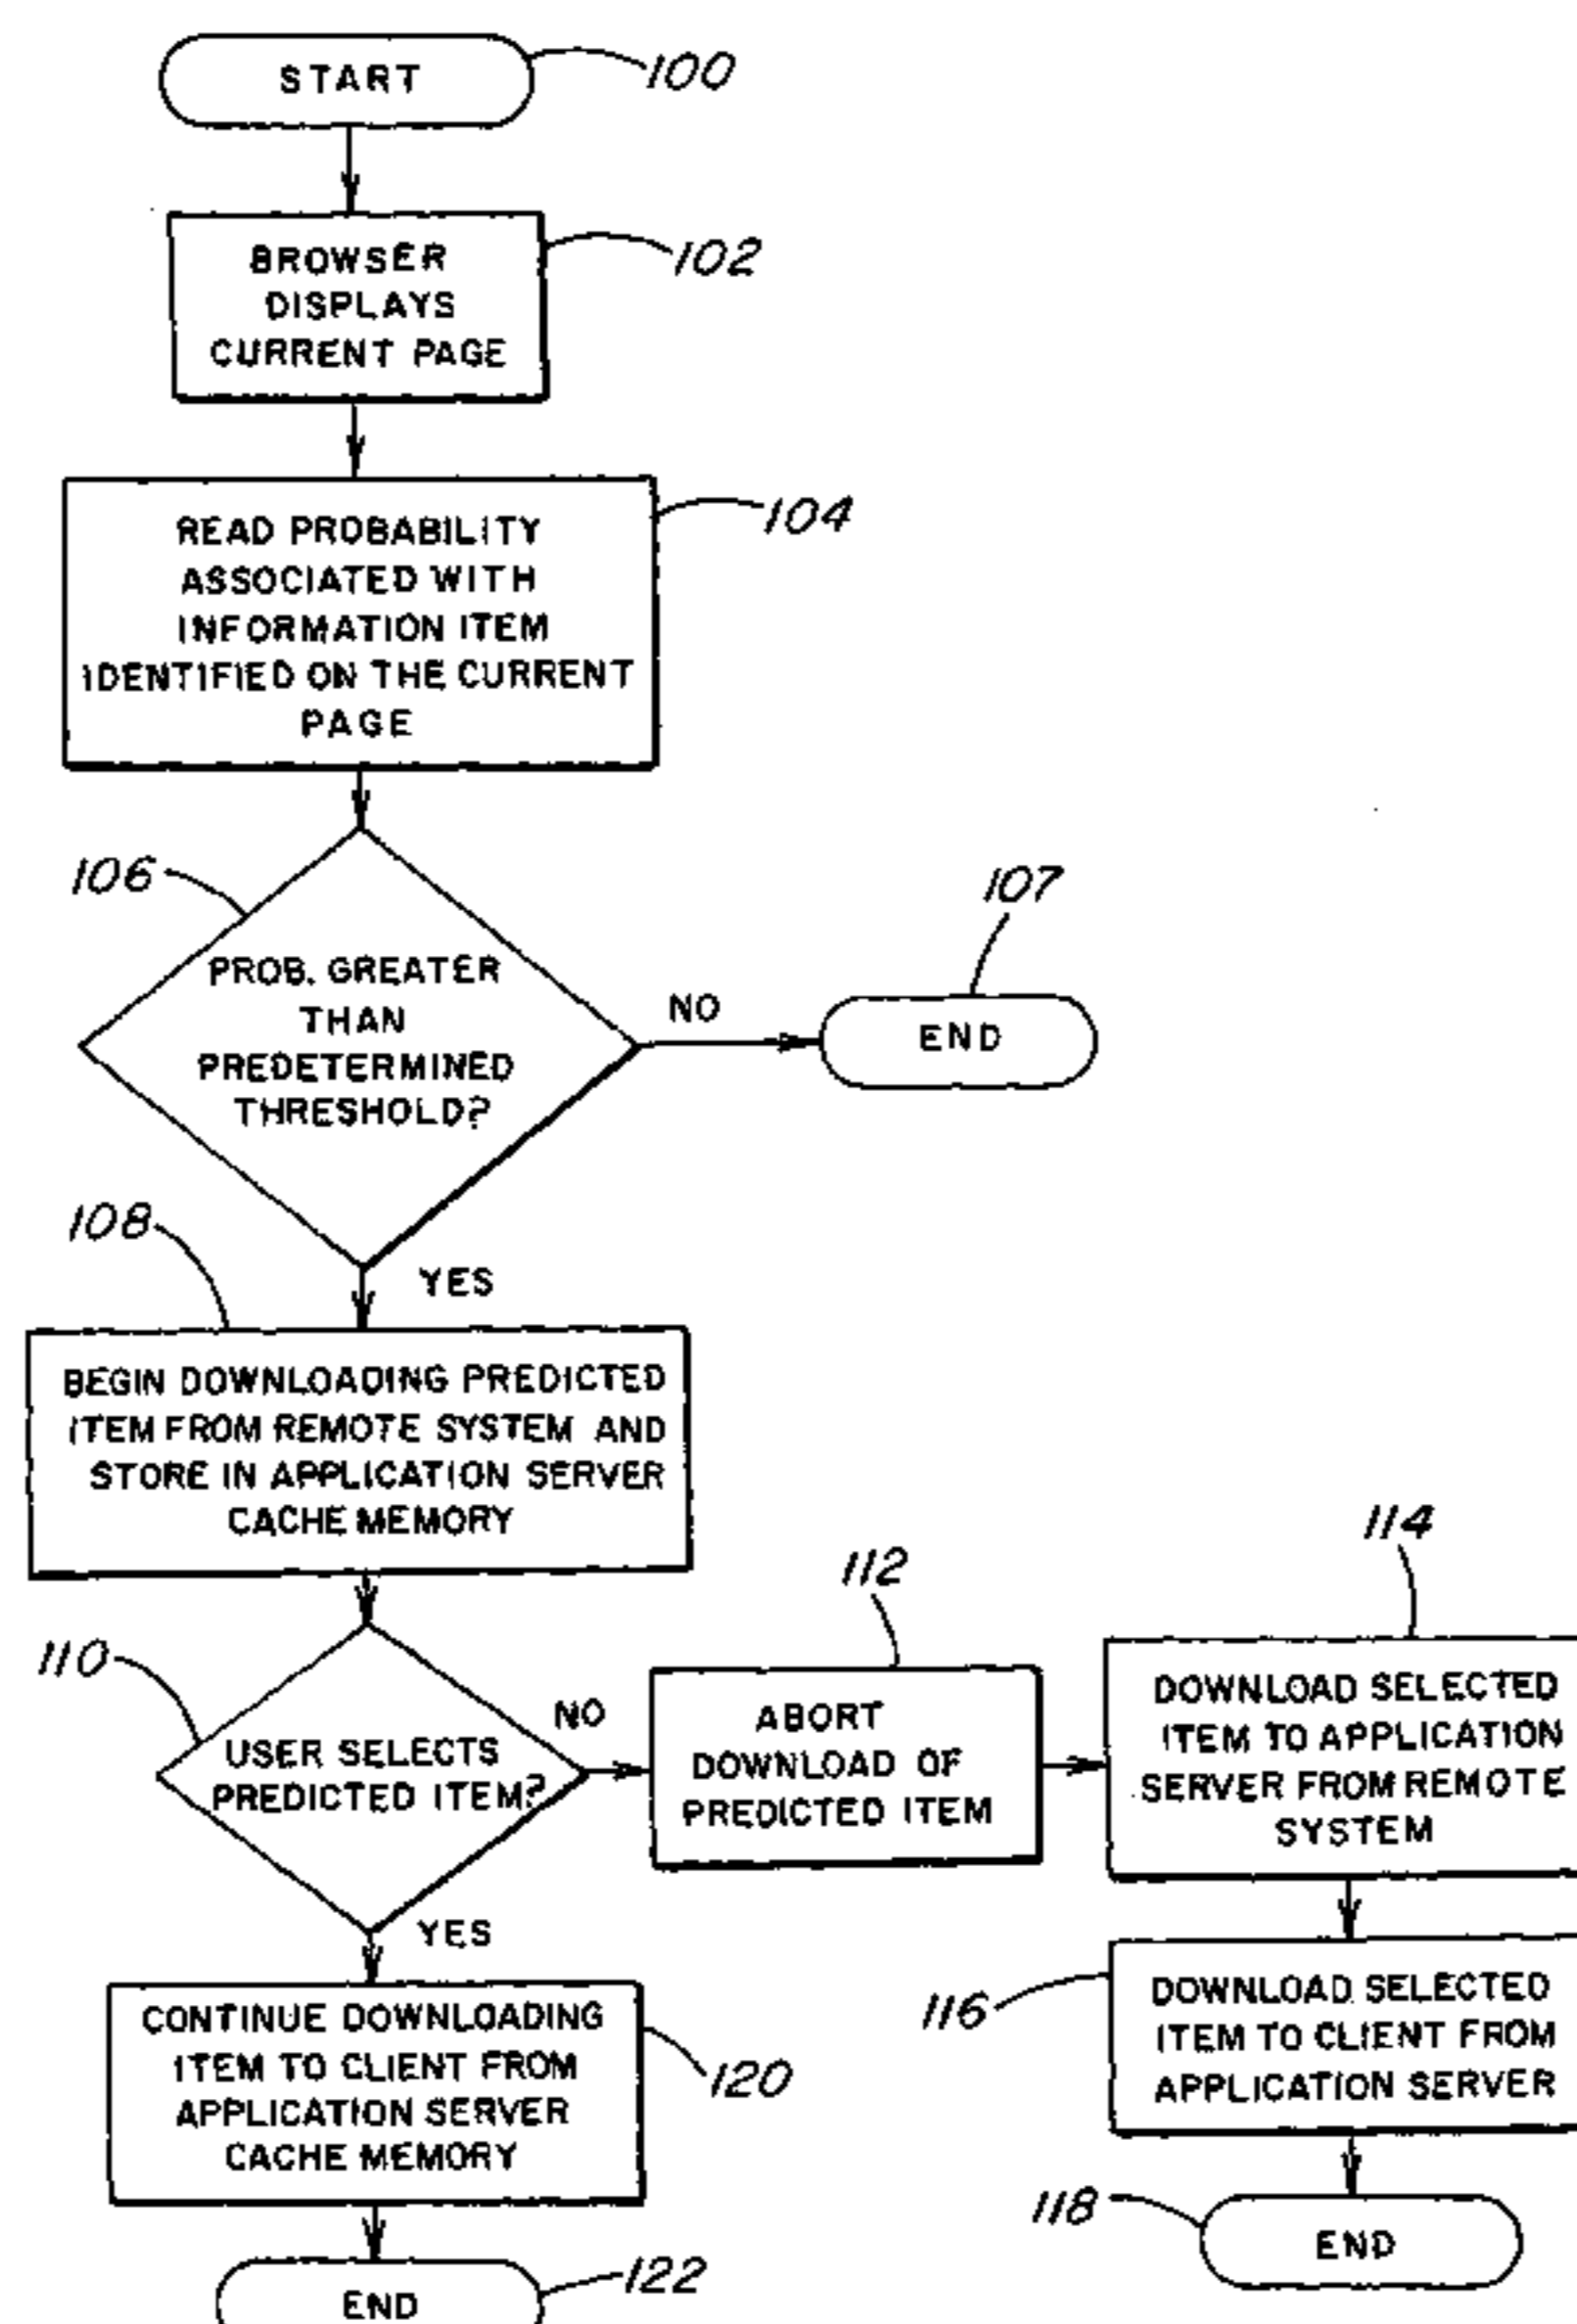 START
100
BROWSER
DISPLAYS
CURRENT PAGE
102
READ PROBABILITY
ASSOCIATED WITH
INFORMATION ITEM
IDENTIFIED ON THE CURRENT
PAGE
104
106
PROB. GREATER
THAN
PREDETERMINED
THRESHOLD?
NO
107
END
YES
108
BEGIN DOWNLOADING PREDICTED
ITEM FROM REMOTE SYSTEM AND
STORE IN APPLICATION SERVER
CACHE MEMORY
110
USER SELECTS
PREDICTED ITEM?
NO
112
ABORT
DOWNLOAD OF
PREDICTED ITEM
114
DOWNLOAD SELECTED
ITEM TO APPLICATION
SERVER FROM REMOTE
SYSTEM
116
DOWNLOAD SELECTED
ITEM TO CLIENT FROM
APPLICATION SERVER
118
END
YES
CONTINUE DOWNLOADING
ITEM TO CLIENT FROM
APPLICATION SERVER
CACHE MEMORY
120
END
122